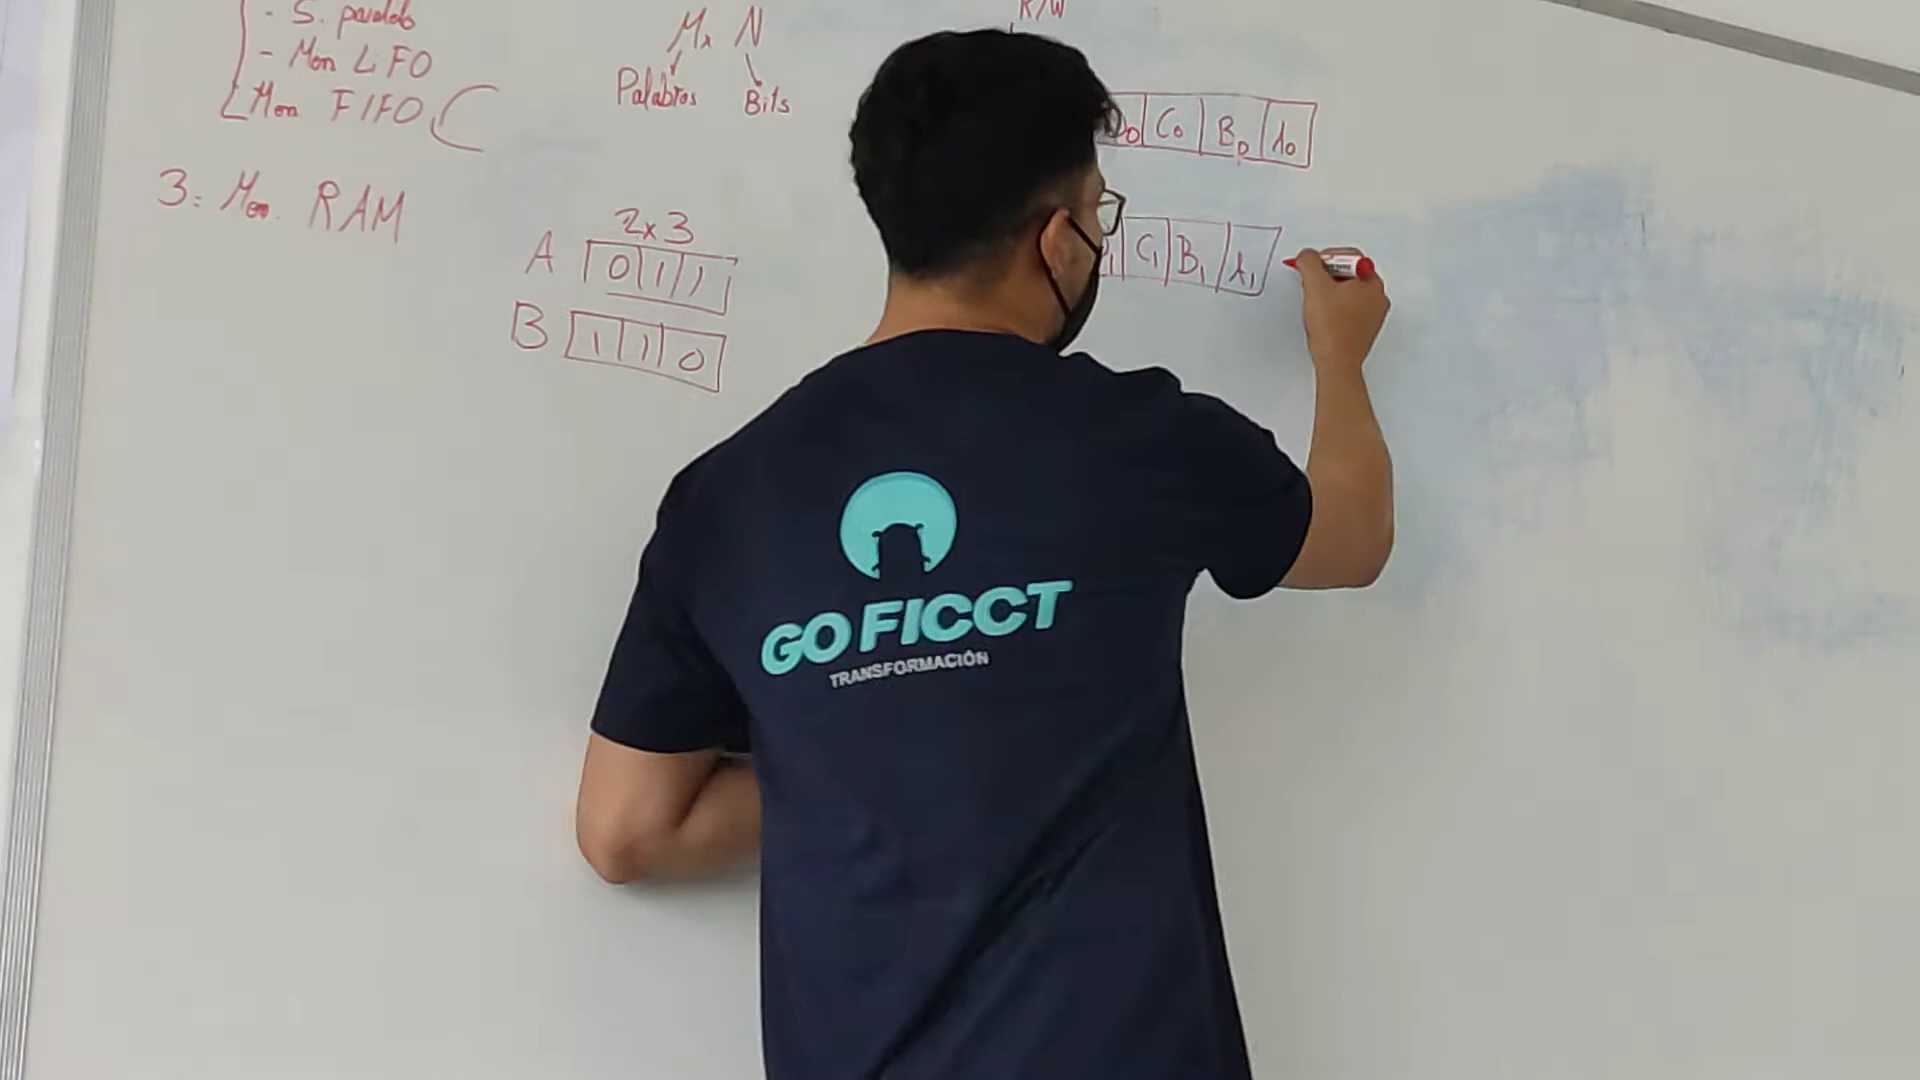 - S. paralelo
- Mem LiFO
Mem FIFO
3= Mem. RAM
M x N
Palabras Bits
R/W
2x3
A 0 1 1
B 1 1 0
D0 C0 B0 A0
C1 B1 A1
GO FICCT
TRANSFORMACIÓN